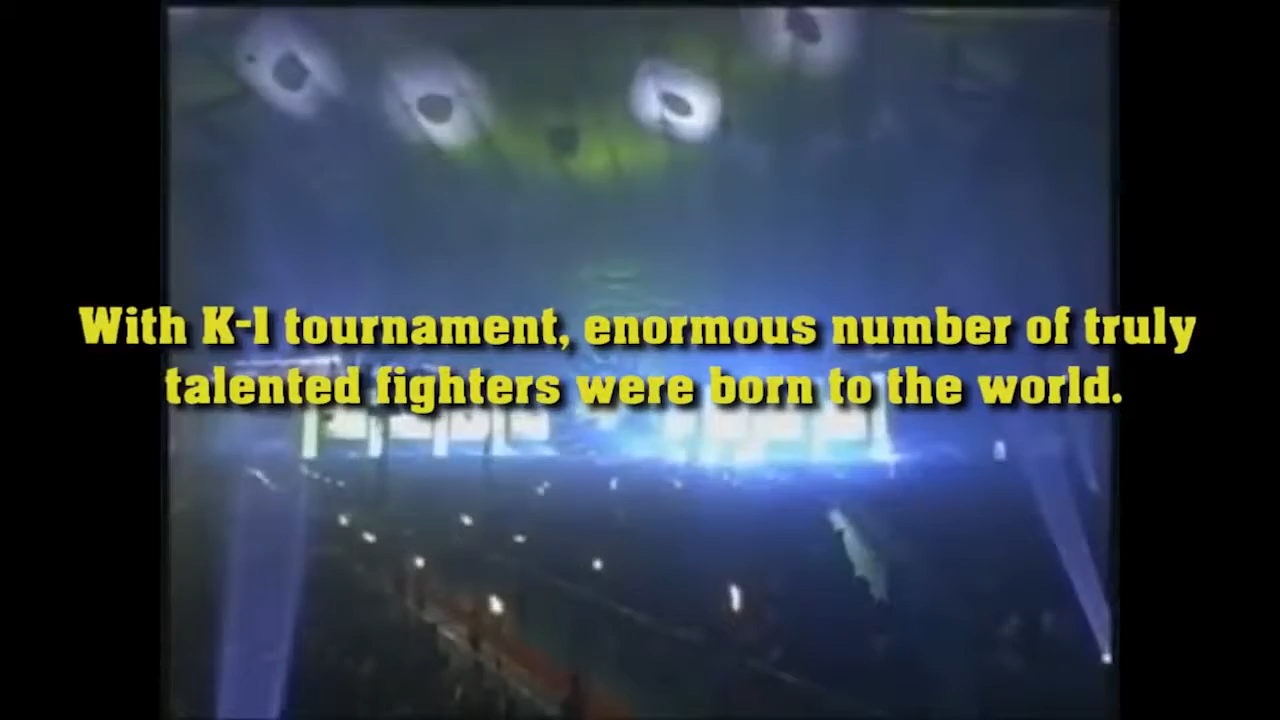 With K-1 tournament, enormous number of truly
talented fighters were born to the world.